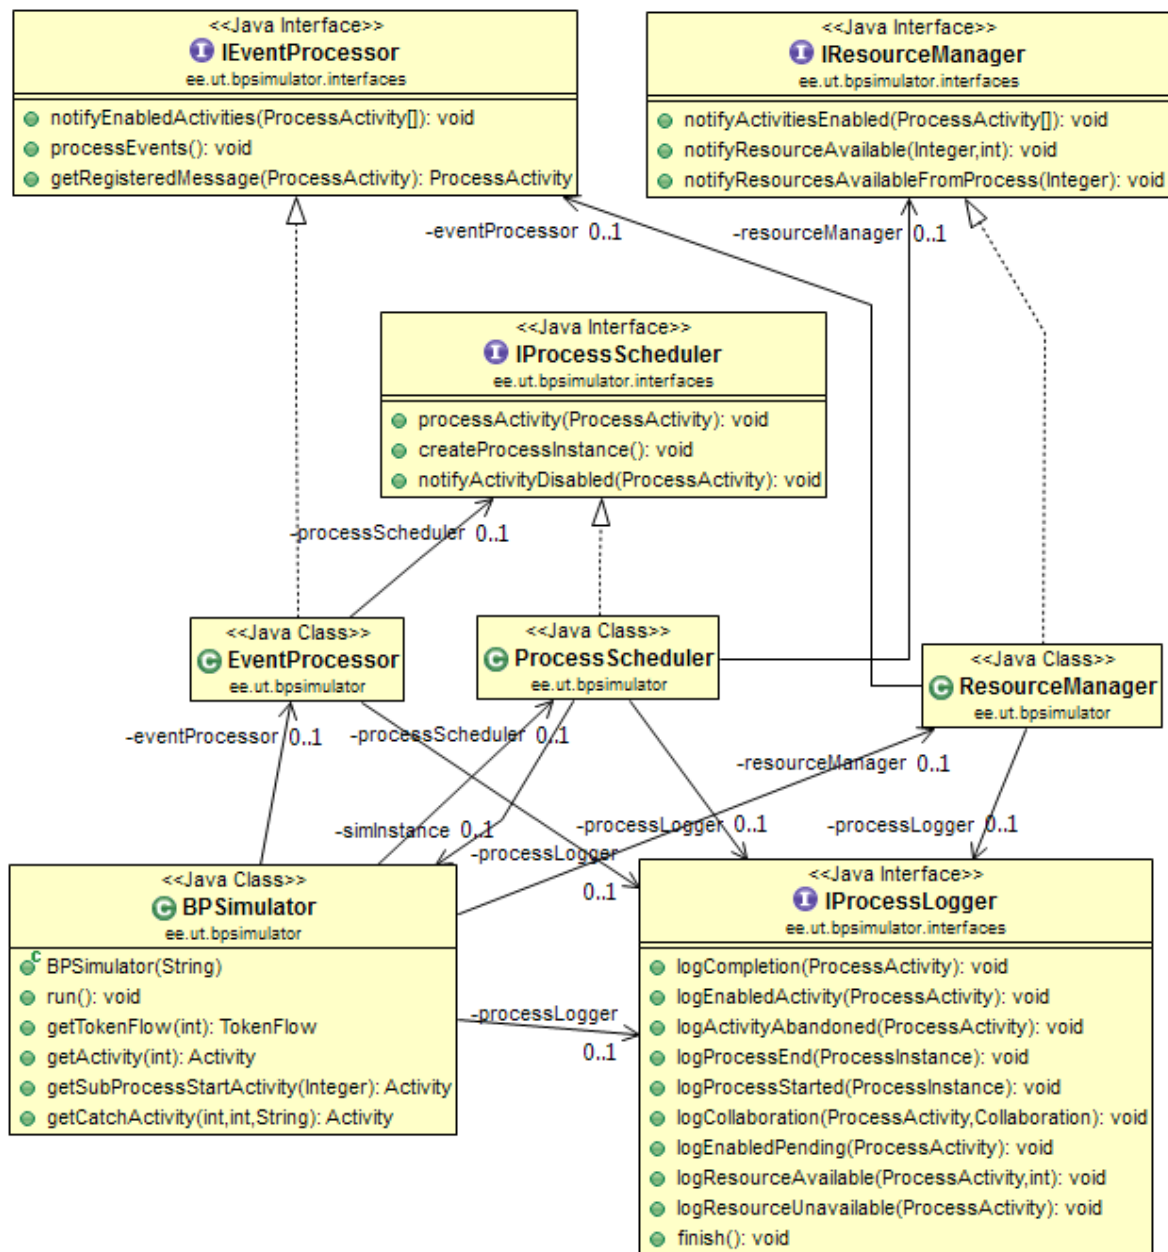 <<Java Interface>>
IEventProcessor
ee.ut.bpsimulator.interfaces
notifyEnabledActivities(ProcessActivity[]): void
processEvents(): void
getRegisteredMessage(ProcessActivity): ProcessActivity
<<Java Interface>>
IResourceManager
ee.ut.bpsimulator.interfaces
notifyActivitiesEnabled(ProcessActivity[]): void
notifyResourceAvailable(Integer,int): void
notifyResourcesAvailableFromProcess(Integer): void
-eventProcessor 0..1
-resourceManager 0..1
<<Java Interface>>
IProcessScheduler
ee.ut.bpsimulator.interfaces
processActivity(ProcessActivity): void
createProcessInstance(): void
notifyActivityDisabled(ProcessActivity): void
-processScheduler 0..1
<<Java Class>>
EventProcessor
ee.ut.bpsimulator
<<Java Class>>
ProcessScheduler
ee.ut.bpsimulator
<<Java Class>>
ResourceManager
ee.ut.bpsimulator
-eventProcessor 0..1
-processScheduler 0..1
-resourceManager 0..1
-simInstance 0..1
-processLogger 0..1
-processLogger 0..1
-processLogger
0..1
<<Java Class>>
BPSimulator
ee.ut.bpsimulator
BPSimulator(String)
run(): void
getTokenFlow(int): TokenFlow
getActivity(int): Activity
getSubProcessStartActivity(Integer): Activity
getCatchActivity(int,int,String): Activity
-processLogger
0..1
<<Java Interface>>
IProcessLogger
ee.ut.bpsimulator.interfaces
logCompletion(ProcessActivity): void
logEnabledActivity(ProcessActivity): void
logActivityAbandoned(ProcessActivity): void
logProcessEnd(ProcessInstance): void
logProcessStarted(ProcessInstance): void
logCollaboration(ProcessActivity,Collaboration): void
logEnabledPending(ProcessActivity): void
logResourceAvailable(ProcessActivity,int): void
logResourceUnavailable(ProcessActivity): void
finish(): void